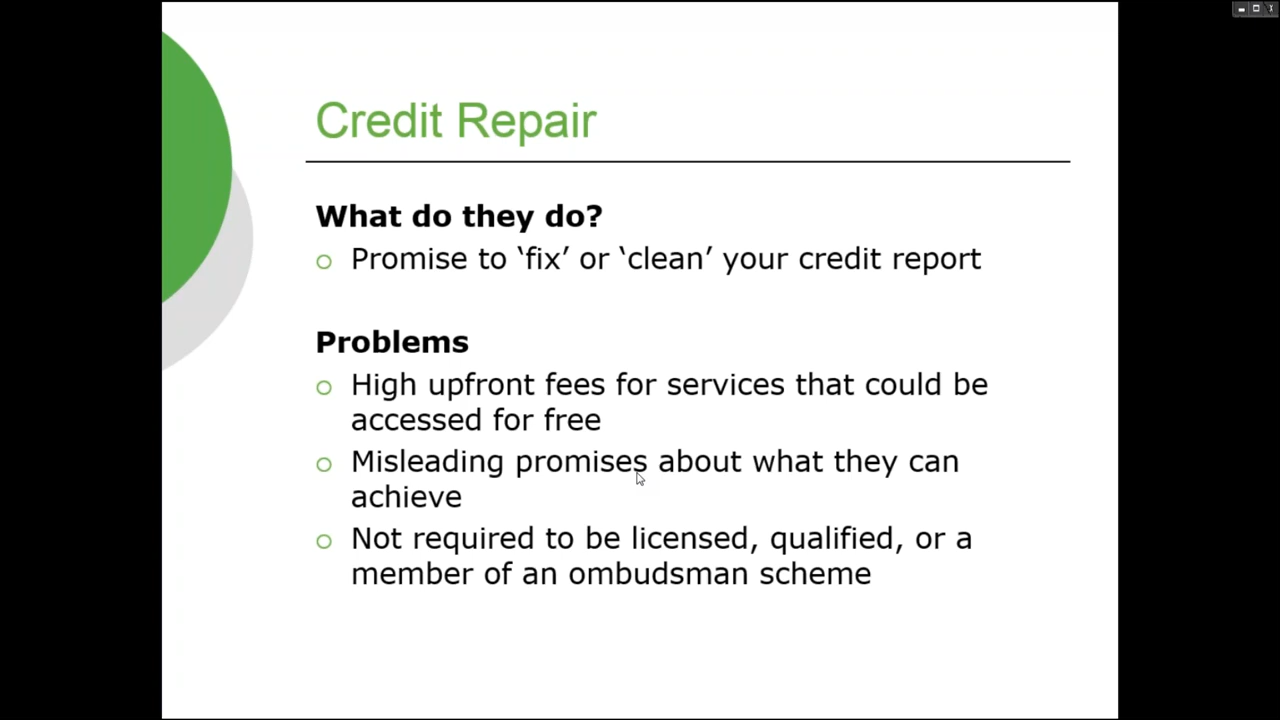 Credit Repair
What do they do?
Promise to ‘fix’ or ‘clean’ your credit report
Problems
High upfront fees for services that could be
accessed for free
Misleading promises about what they can
achieve
Not required to be licensed, qualified, or a
member of an ombudsman scheme